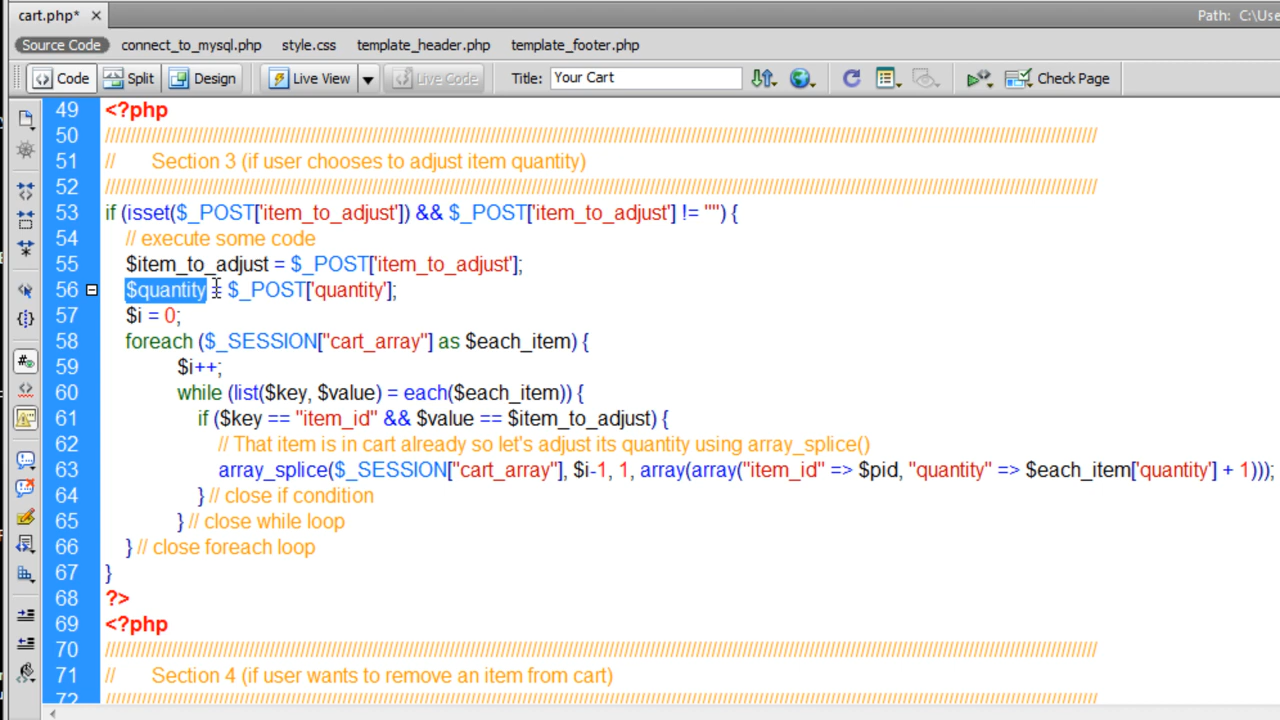 cart.php* ×
Path: C:\Use
Source Code connect_to_mysql.php style.css template_header.php template_footer.php
Code Split Design Live View Live Code Title: Your Cart Check Page
49 <?php
50 ////////////////////////////////////////////////////////////////////////////////////////////////////////////////////////////////////////////////////////////////
51 // Section 3 (if user chooses to adjust item quantity)
52 ////////////////////////////////////////////////////////////////////////////////////////////////////////////////////////////////////////////////////////////////
53 if (isset($_POST['item_to_adjust']) && $_POST['item_to_adjust'] != "") {
54 // execute some code
55 $item_to_adjust = $_POST['item_to_adjust'];
56 $quantity = $_POST['quantity'];
57 $i = 0;
58 foreach ($_SESSION["cart_array"] as $each_item) {
59 $i++;
60 while (list($key, $value) = each($each_item)) {
61 if ($key == "item_id" && $value == $item_to_adjust) {
62 // That item is in cart already so let's adjust its quantity using array_splice()
63 array_splice($_SESSION["cart_array"], $i-1, 1, array(array("item_id" => $pid, "quantity" => $each_item['quantity'] + 1)));
64 } // close if condition
65 } // close while loop
66 } // close foreach loop
67 }
68 ?>
69 <?php
70 ////////////////////////////////////////////////////////////////////////////////////////////////////////////////////////////////////////////////////////////////
71 // Section 4 (if user wants to remove an item from cart)
72 ////////////////////////////////////////////////////////////////////////////////////////////////////////////////////////////////////////////////////////////////